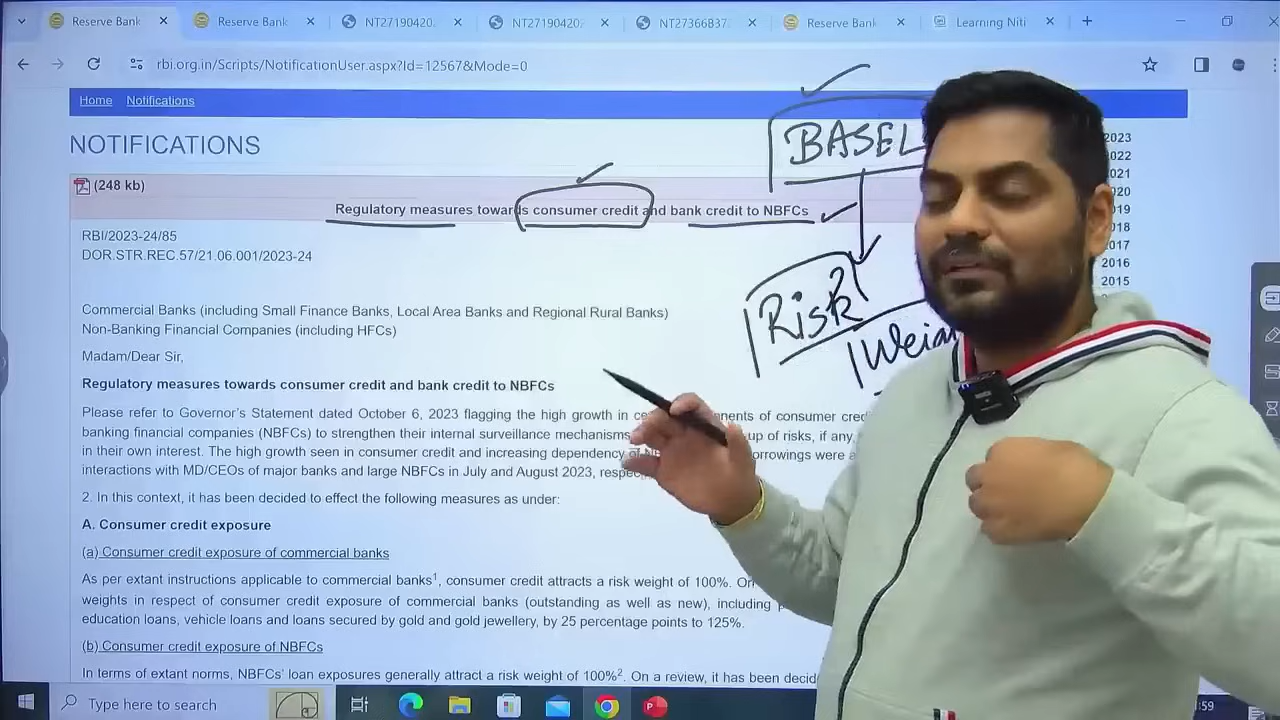 Reserve Bank
Reserve Bank
NT27190420
NT27190420
NT27366837
Reserve Bank
Learning Niti
rbi.org.in/Scripts/NotificationUser.aspx?Id=12567&Mode=0
Home Notifications
NOTIFICATIONS
BASEL
(248 kb)
Regulatory measures towards consumer credit and bank credit to NBFCs
RBI/2023-24/85
DOR.STR.REC.57/21.06.001/2023-24
2023
2022
2017
2016
2015
Risk
Commercial Banks (including Small Finance Banks, Local Area Banks and Regional Rural Banks)
Non-Banking Financial Companies (including HFCs)
Madam/Dear Sir,
Regulatory measures towards consumer credit and bank credit to NBFCs
Please refer to Governor's Statement dated October 6, 2023 flagging the high growth in
banking financial companies (NBFCs) to strengthen their internal surveillance mechanisms up of risks, if any
in their own interest. The high growth seen in consumer credit and increasing dependency of
interactions with MD/CEOs of major banks and large NBFCs in July and August 2023,
2. In this context, it has been decided to effect the following measures as under:
A. Consumer credit exposure
(a) Consumer credit exposure of commercial banks
As per extant instructions applicable to commercial banks1, consumer credit attracts a risk weight of 100%.
weights in respect of consumer credit exposure of commercial banks (outstanding as well as new), including
education loans, vehicle loans and loans secured by gold and gold jewellery, by 25 percentage points to 125%.
(b) Consumer credit exposure of NBFCs
In terms of extant norms, NBFCs' loan exposures generally attract a risk weight of 100%2. On a review, it has been
Type here to search